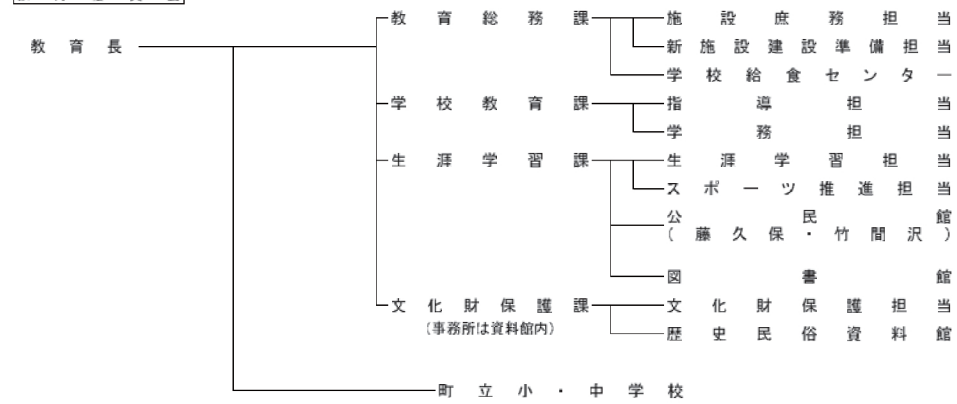 教育総務課 施設庶務担当
教育長 新施設建設準備担当
学校給食センター
学校教育課 指導担当
学務担当
生涯学習課 生涯学習担当
スポーツ推進担当
公民館
(藤久保・竹間沢)
図書館
文化財保護課 文化財保護担当
(事務所は資料館内) 歴史民俗資料館
町立小・中学校